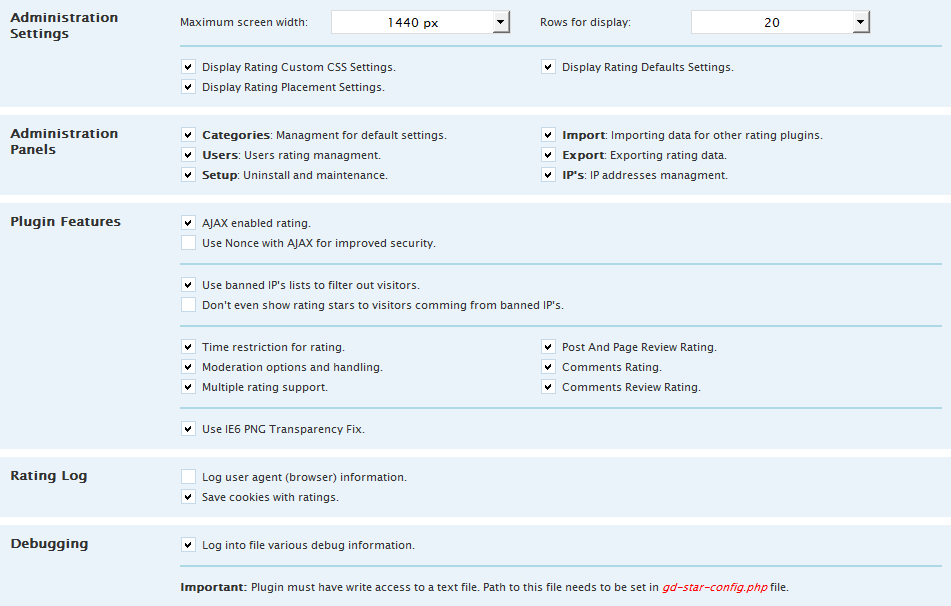 Administration Settings
Maximum screen width: 1440 px Rows for display: 20
Display Rating Custom CSS Settings. Display Rating Defaults Settings.
Display Rating Placement Settings.
Administration Panels
Categories: Managment for default settings. Import: Importing data for other rating plugins.
Users: Users rating managment. Export: Exporting rating data.
Setup: Uninstall and maintenance. IP's: IP addresses managment.
Plugin Features
AJAX enabled rating.
Use Nonce with AJAX for improved security.
Use banned IP's lists to filter out visitors.
Don't even show rating stars to visitors comming from banned IP's.
Time restriction for rating. Post And Page Review Rating.
Moderation options and handling. Comments Rating.
Multiple rating support. Comments Review Rating.
Use IE6 PNG Transparency Fix.
Rating Log
Log user agent (browser) information.
Save cookies with ratings.
Debugging
Log into file various debug information.
Important: Plugin must have write access to a text file. Path to this file needs to be set in gd-star-config.php file.